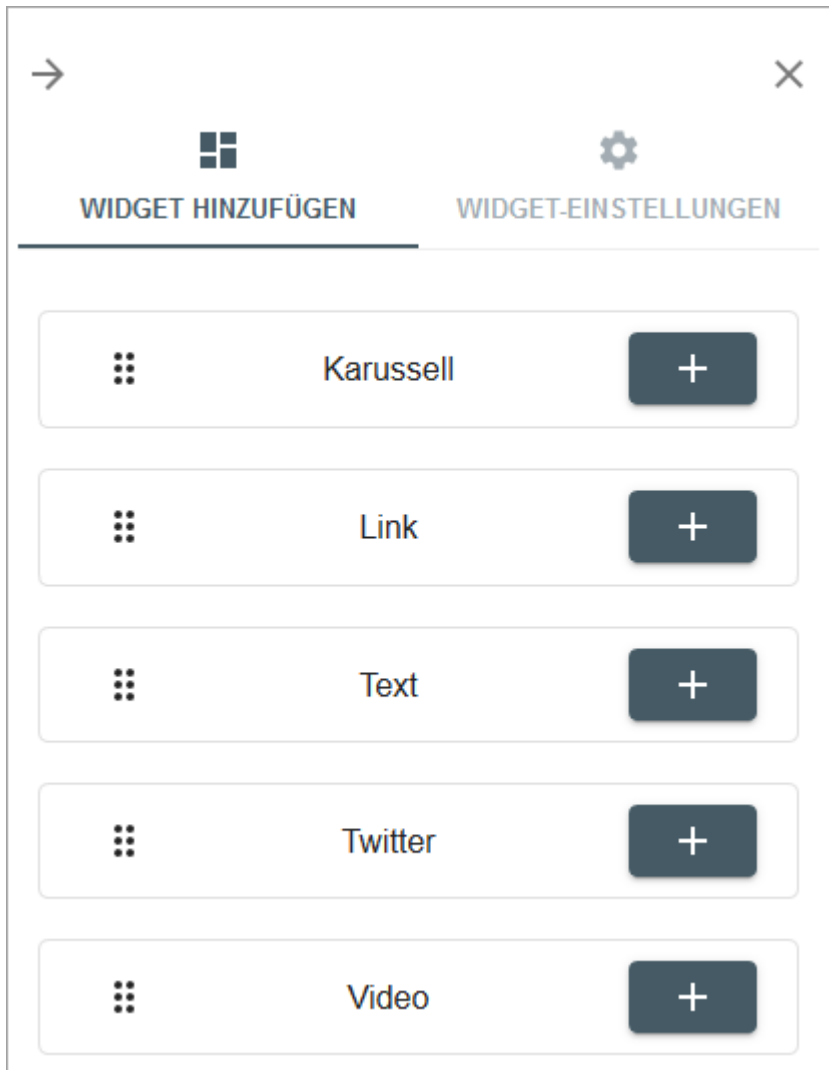 WIDGET HINZUFÜGEN
WIDGET-EINSTELLUNGEN
Karussell
Link
Text
Twitter
Video